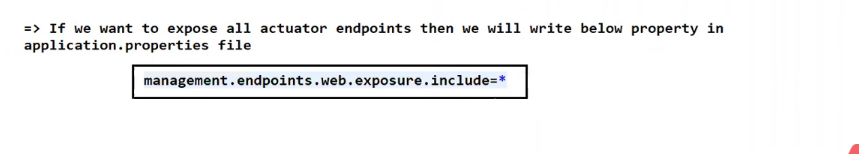 => If we want to expose all actuator endpoints then we will write below property in
application.properties file
management.endpoints.web.exposure.include=*